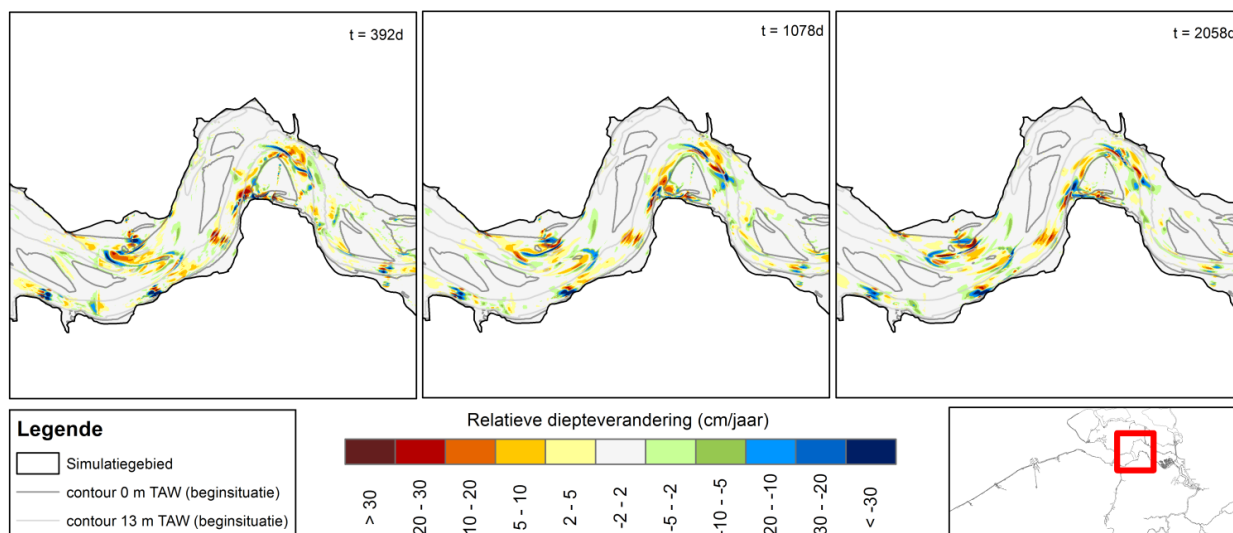 t = 392d
t = 1078d
t = 2058d
Legende
Simulatiegebied
contour 0 m TAW (beginsituatie)
contour 13 m TAW (beginsituatie)
Relatieve diepteverandering (cm/jaar)
> 30
20 - 30
10 - 20
5 - 10
2 - 5
-2 - 2
-5 - -2
-10 - -5
20 - -10
30 - -20
< -30